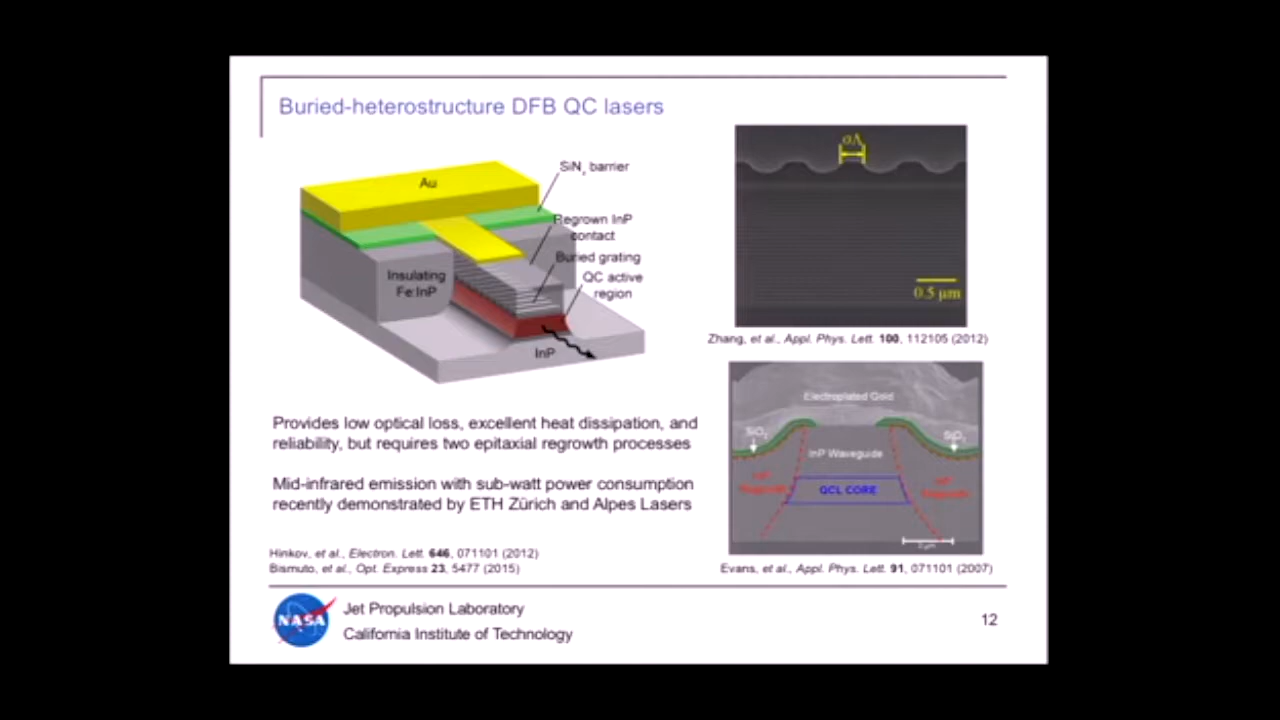 Buried-heterostructure DFB QC lasers
Au
SiNx barrier
Regrown InP
contact
Buried grating
QC active
region
Insulating
Fe:InP
InP
σΛ
0.5 μm
Zhang, et al., Appl. Phys. Lett. 100, 112105 (2012)
Electroplated Gold
SiO2
SiO2
InP Waveguide
QCL CORE
Provides low optical loss, excellent heat dissipation, and
reliability, but requires two epitaxial regrowth processes
Mid-infrared emission with sub-watt power consumption
recently demonstrated by ETH Zürich and Alpes Lasers
Hinkov, et al., Electron. Lett. 646, 071101 (2012)
Bismuto, et al., Opt. Express 23, 5477 (2015)
Evans, et al., Appl. Phys. Lett. 91, 071101 (2007)
NASA
Jet Propulsion Laboratory
California Institute of Technology
12